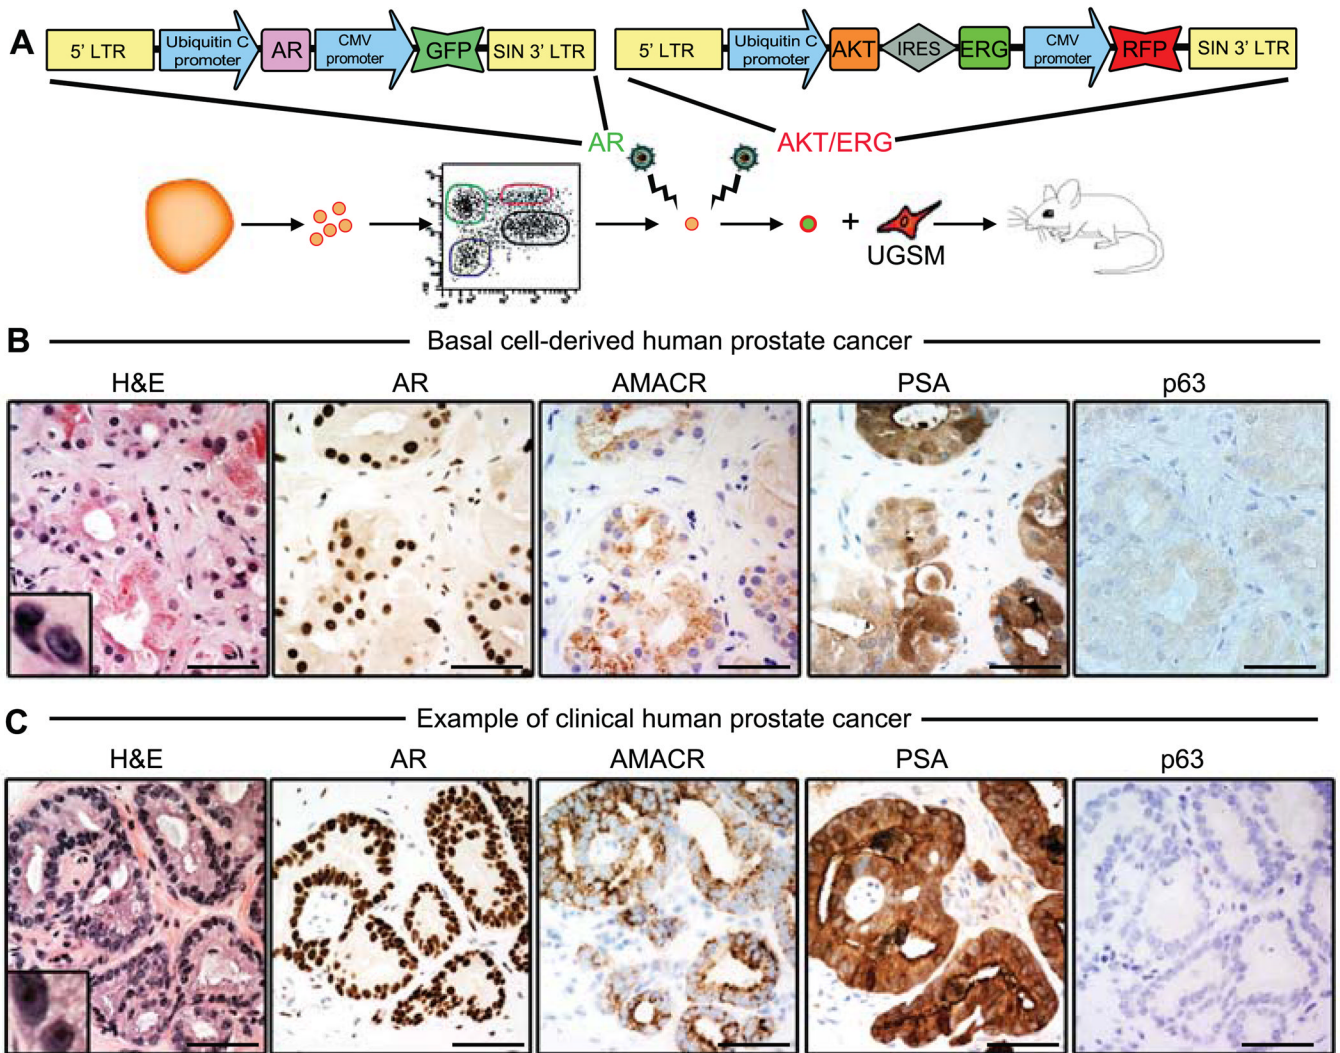 A
5' LTR
Ubiquitin C
promoter
AR
CMV
promoter
GFP
SIN 3' LTR
5' LTR
Ubiquitin C
promoter
AKT
IRES
ERG
CMV
promoter
RFP
SIN 3' LTR
AR
AKT/ERG
+
UGSM
B
Basal cell-derived human prostate cancer
H&E
AR
AMACR
PSA
p63
C
Example of clinical human prostate cancer
H&E
AR
AMACR
PSA
p63